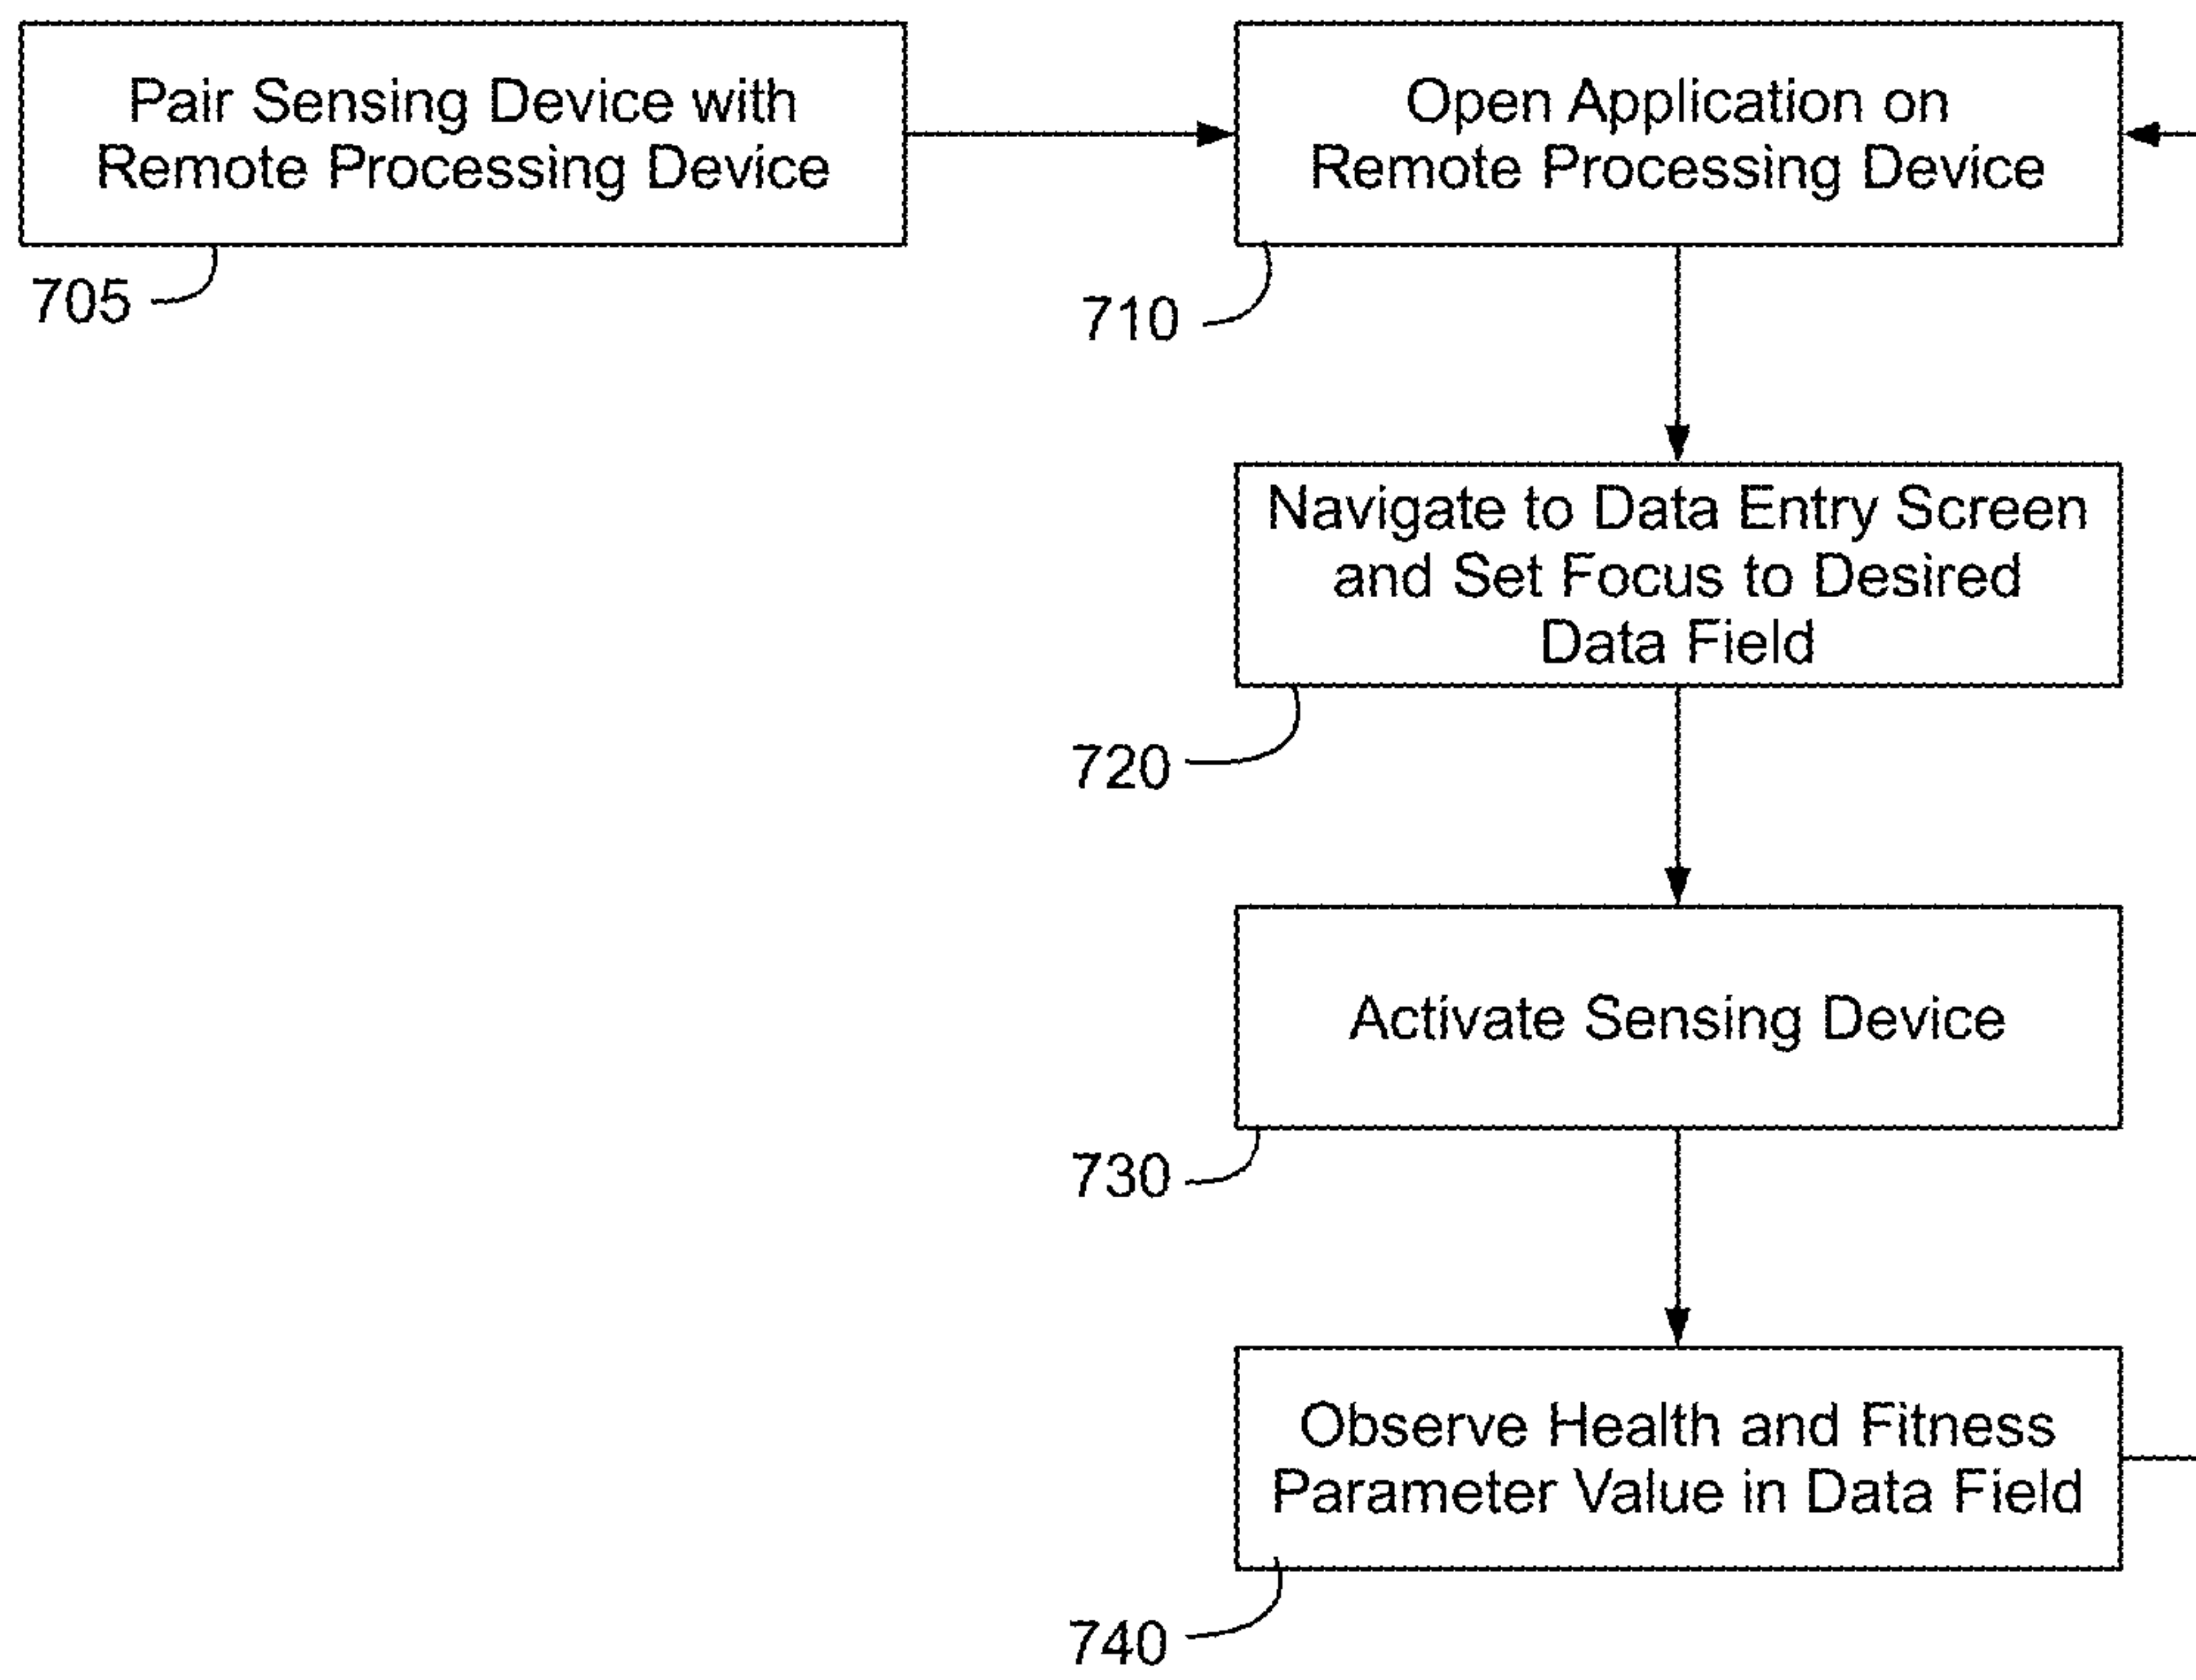 Pair Sensing Device with
Remote Processing Device
705
Open Application on
Remote Processing Device
710
Navigate to Data Entry Screen
and Set Focus to Desired
Data Field
720
Activate Sensing Device
730
Observe Health and Fitness
Parameter Value in Data Field
740